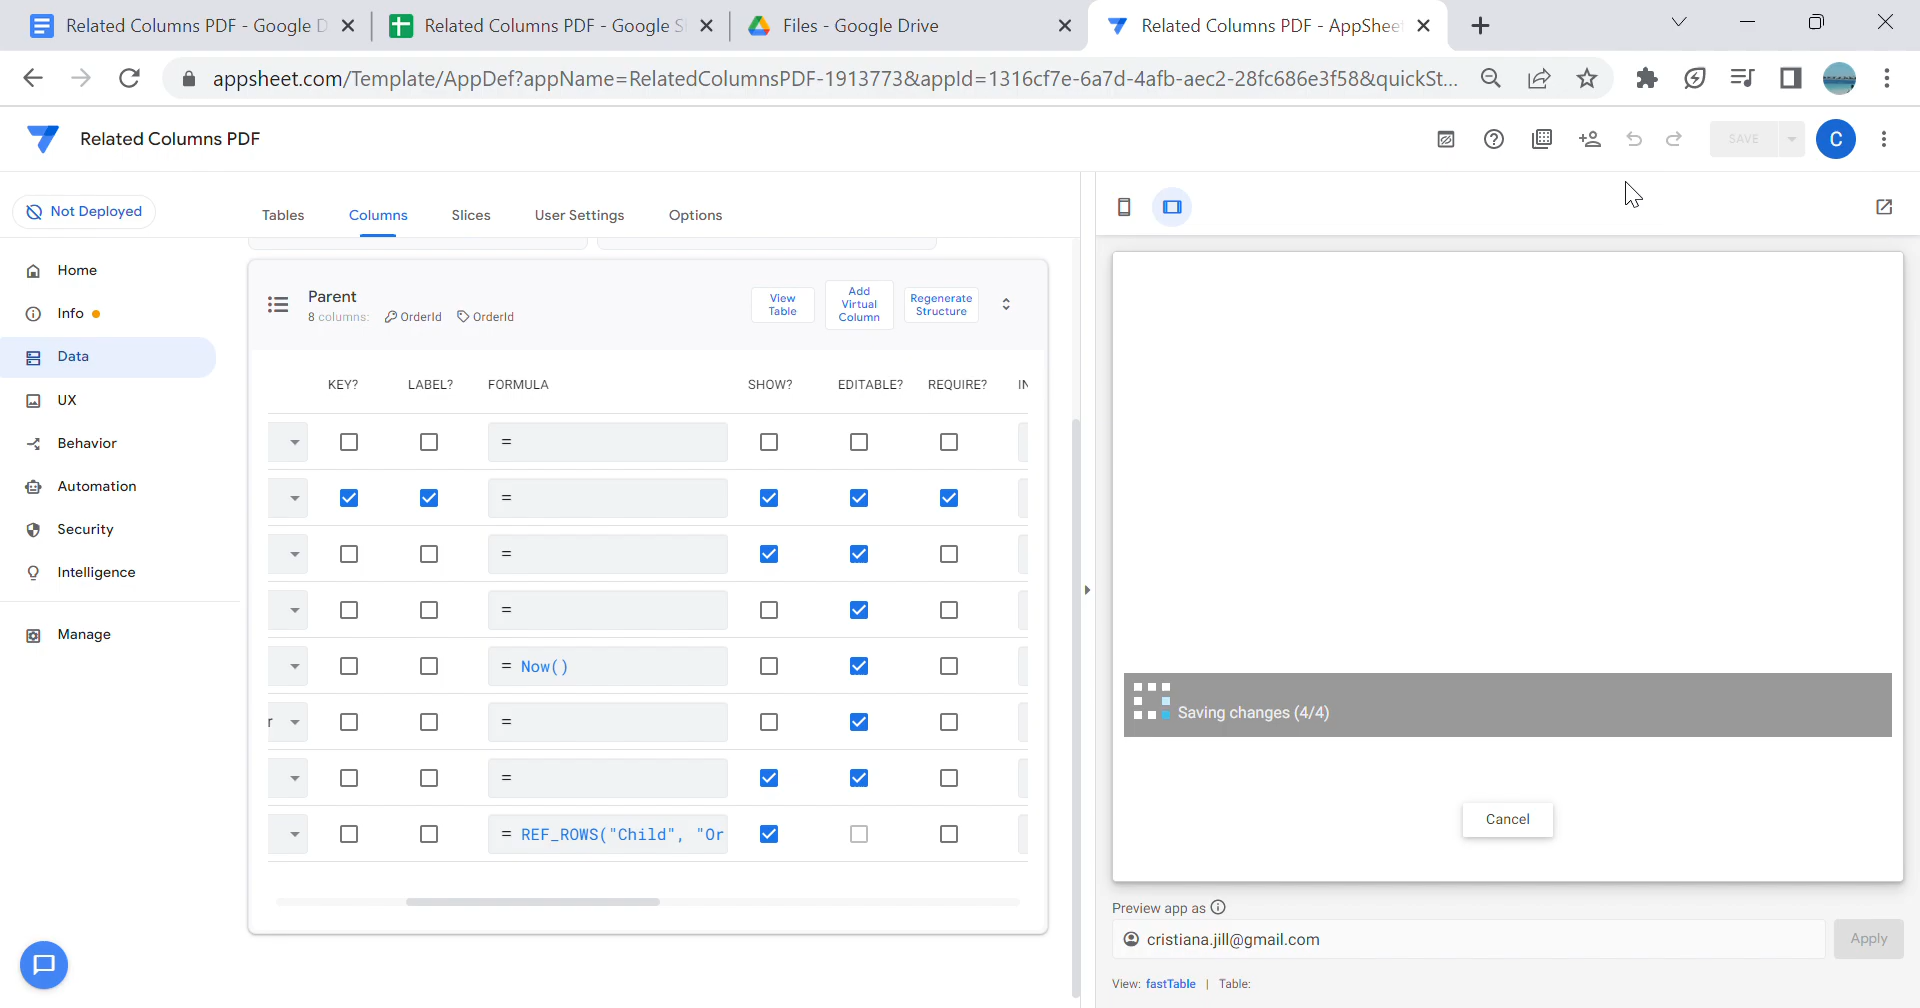 Related Columns PDF - Google D
Related Columns PDF - Google S
Files - Google Drive
Related Columns PDF - AppSheet
appsheet.com/Template/AppDef?appName=RelatedColumnsPDF-1913773&appId=1316cf7e-6a7d-4afb-aec2-28fc686e3f58&quickSt...
Related Columns PDF
SAVE
C
Not Deployed
Tables
Columns
Slices
User Settings
Options
Home
Info
Data
UX
Behavior
Automation
Security
Intelligence
Manage
Parent
8 columns:
OrderId
OrderId
View Table
Add Virtual Column
Regenerate Structure
KEY?
LABEL?
FORMULA
SHOW?
EDITABLE?
REQUIRE?
IN
=
=
=
=
= Now()
r
=
=
= REF_ROWS("Child", "Or
Saving changes (4/4)
Cancel
Preview app as
cristiana.jill@gmail.com
Apply
View: fastTable | Table: